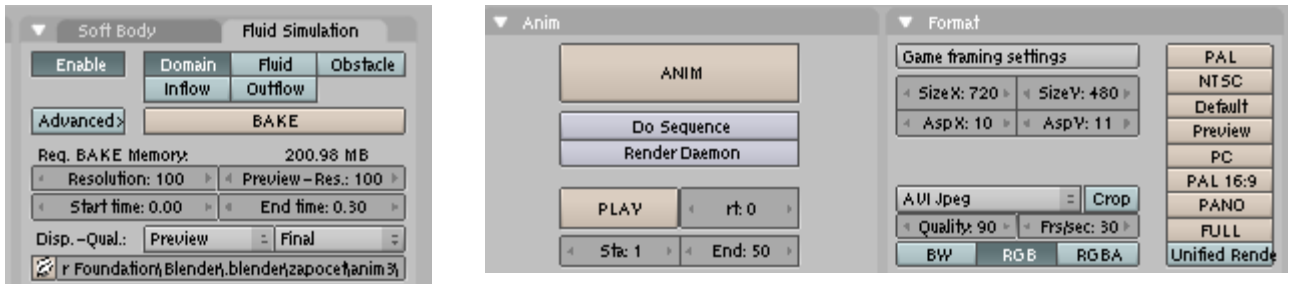 Soft Body Fluid Simulation
Enable Domain Fluid Obstacle
Inflow Outflow
Advanced> BAKE
Req. BAKE Memory: 200.98 MB
Resolution: 100 Preview-Res.: 100
Start time: 0.00 End time: 0.30
Disp.-Qual.: Preview Final
r Foundation\Blender\.blender\zapocet\anim3\
Anim
ANIM
Do Sequence
Render Daemon
PLAY rt: 0
Sta: 1 End: 50
Format
Game framing settings
SizeX: 720 SizeY: 480
AspX: 10 AspY: 11
AVI Jpeg Crop
Quality: 90 Frs/sec: 30
BW RGB RGBA
PAL
NTSC
Default
Preview
PC
PAL 16:9
PANO
FULL
Unified Rende